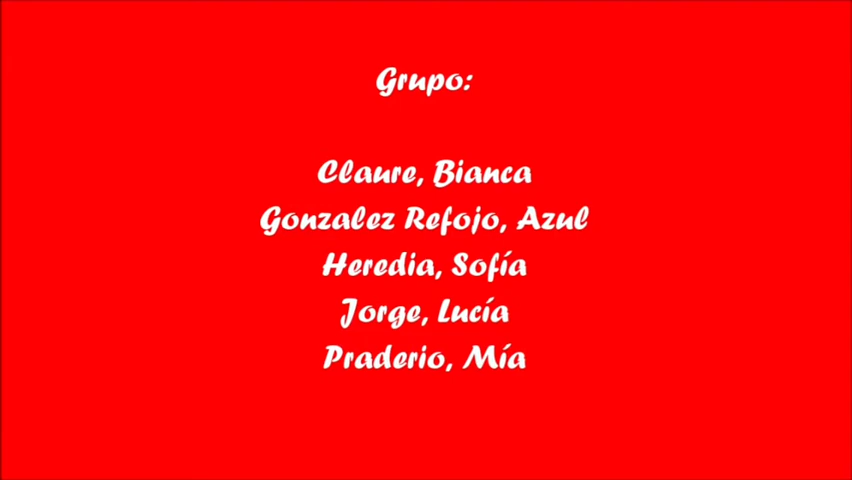 Grupo:
Claure, Bianca
Gonzalez Refojo, Azul
Heredia, Sofía
Jorge, Lucía
Praderio, Mía